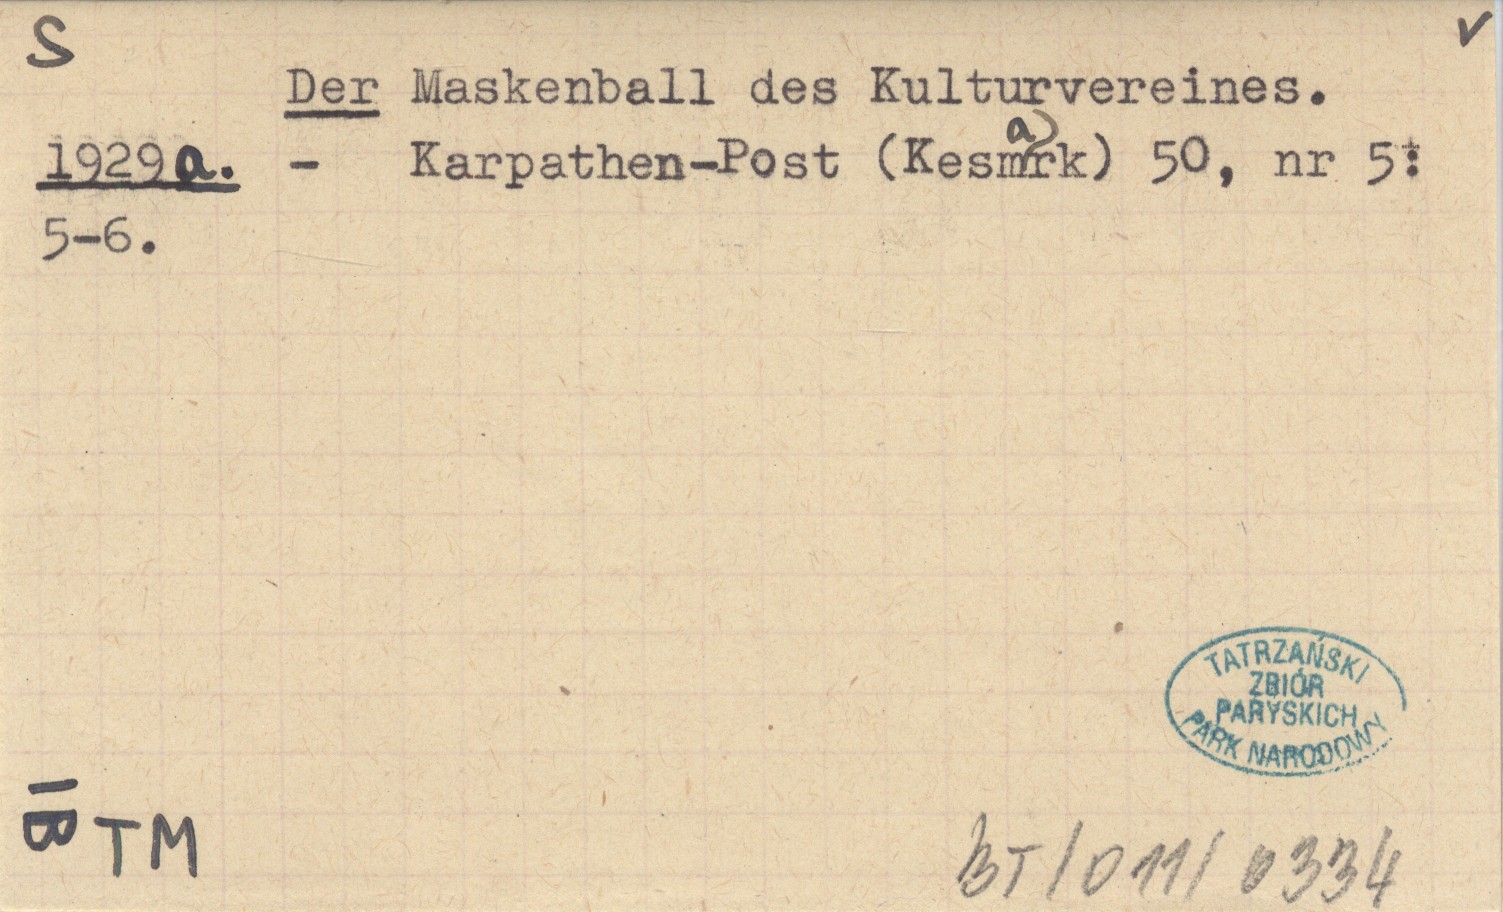 S
v
Der Maskenball des Kulturvereines.
1929a. - Karpathen-Post (Kesmark) 50, nr 5:
5-6.
TATRZAŃSKI
ZBIÓR
PARYSKICH
PARK NARODOWY
IB
TM
BT/011/0334